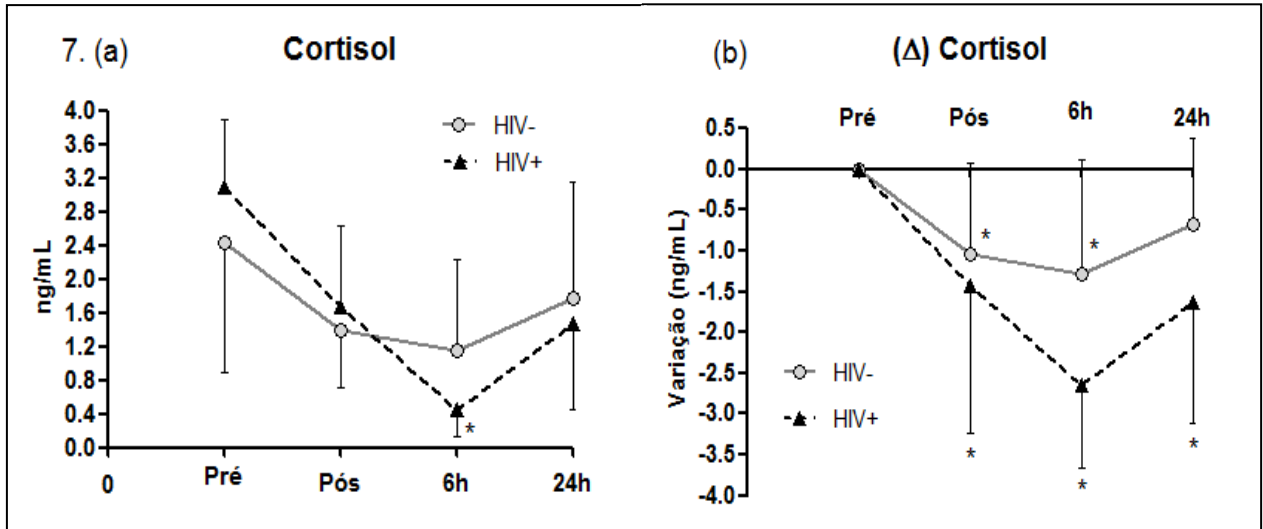 7. (a)
Cortisol
4.0
3.6
3.2
2.8
2.4
2.0
1.6
1.2
0.8
0.4
0.0
ng/mL
HIV-
HIV+
*
0
Pré
Pós
6h
24h
(b)
(Δ) Cortisol
Pré
Pós
6h
24h
0.5
0.0
-0.5
-1.0
-1.5
-2.0
-2.5
-3.0
-3.5
-4.0
Variação (ng/mL)
*
*
HIV-
HIV+
*
*
*